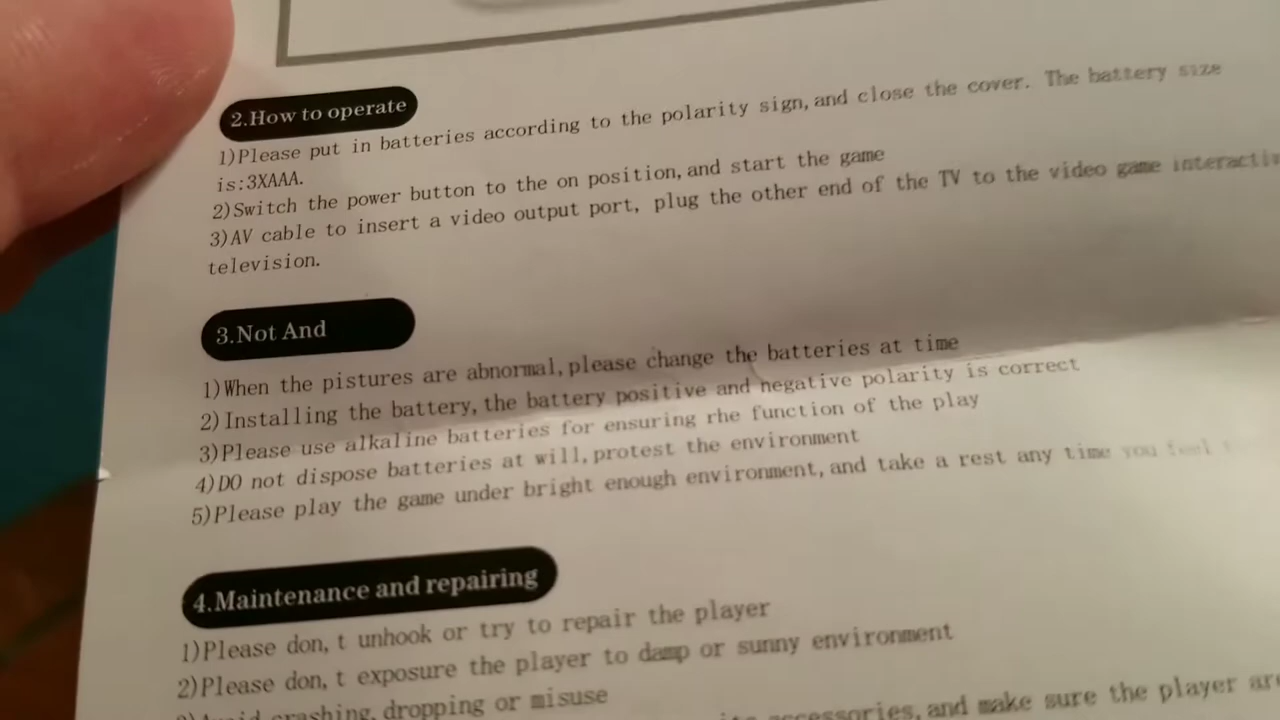 2.How to operate
1)Please put in batteries according to the polarity sign,and close the cover. The battery size
is:3XAAA.
2)Switch the power button to the on position,and start the game
3)AV cable to insert a video output port, plug the other end of the TV to the video game
television.
3.Not And
1)When the pistures are abnormal,please change the batteries at time
2)Installing the battery,the battery positive and negative polarity is correct
3)Please use alkaline batteries for ensuring rhe function of the play
4)DO not dispose batteries at will,protest the environment
5)Please play the game under bright enough environment,and take a rest any time you feel
4.Maintenance and repairing
1)Please don,t unhook or try to repair the player
2)Please don,t exposure the player to damp or sunny environment
crashing,dropping or misuse
accessories,and make sure the player are